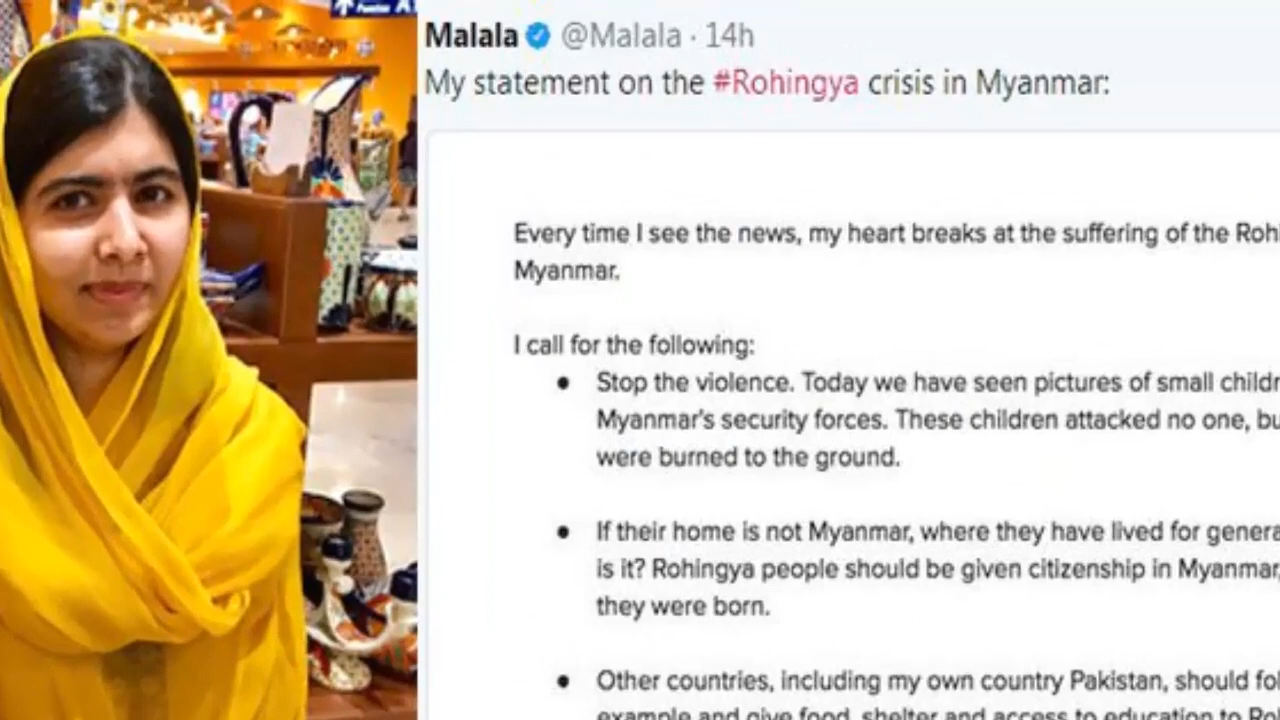 Malala @Malala · 14h
My statement on the #Rohingya crisis in Myanmar:
Every time I see the news, my heart breaks at the suffering of the
Myanmar.
I call for the following:
Stop the violence. Today we have seen pictures of small
Myanmar's security forces. These children attacked no one,
were burned to the ground.
If their home is not Myanmar, where they have lived for
is it? Rohingya people should be given citizenship in Myanmar,
they were born.
Other countries, including my own country Pakistan, should
example and give food, shelter and access to education to